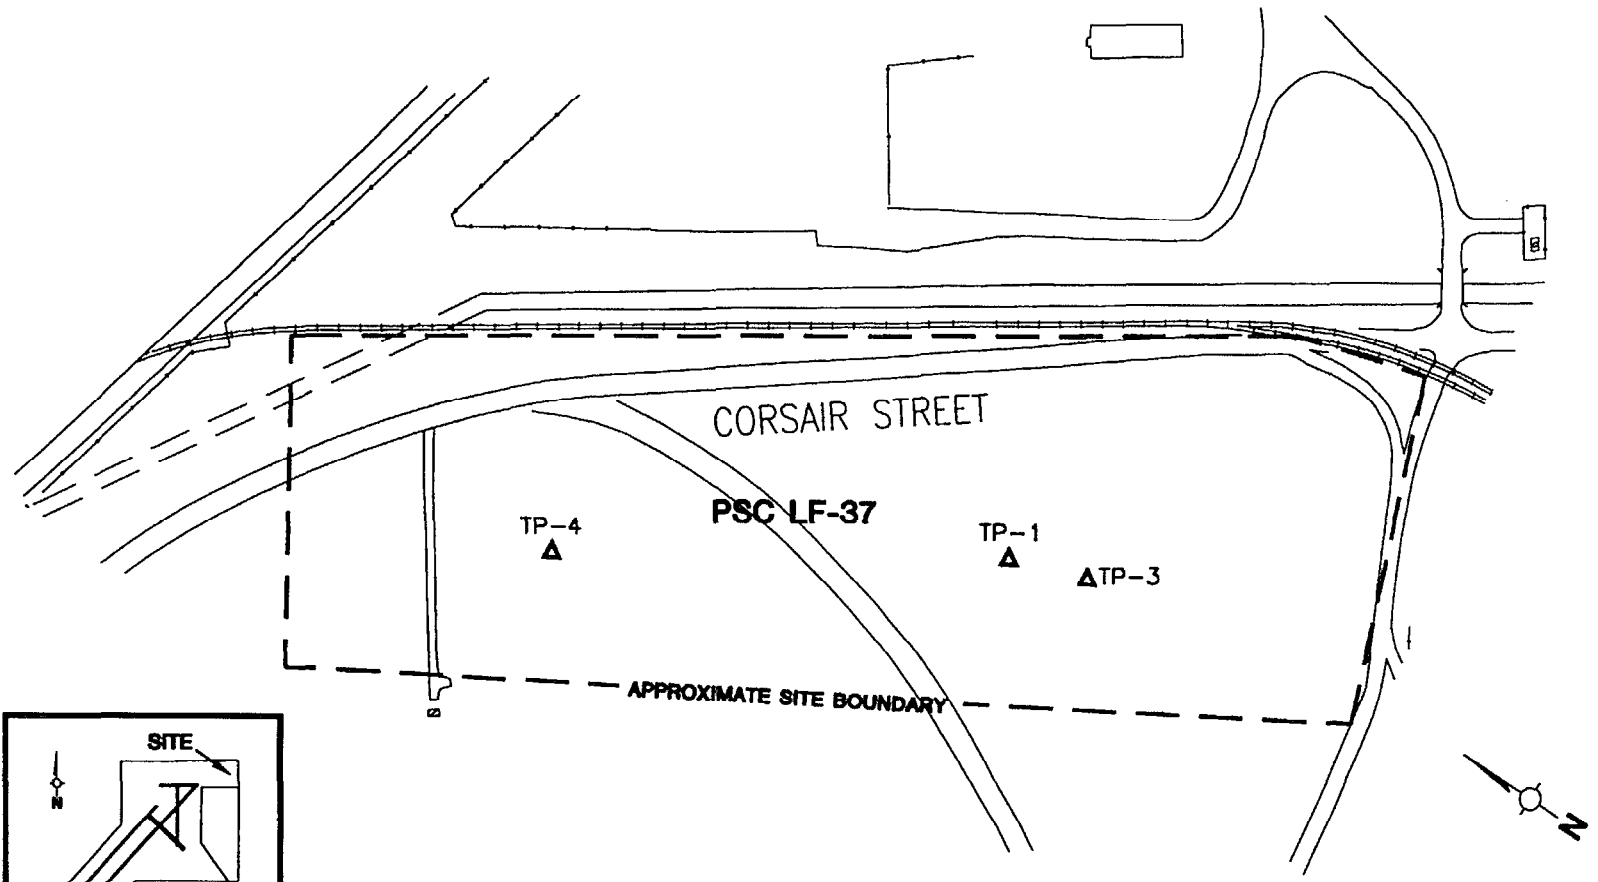 CORSAIR STREET
PSC LF-37
TP-4
TP-1
TP-3
APPROXIMATE SITE BOUNDARY
SITE
N
N